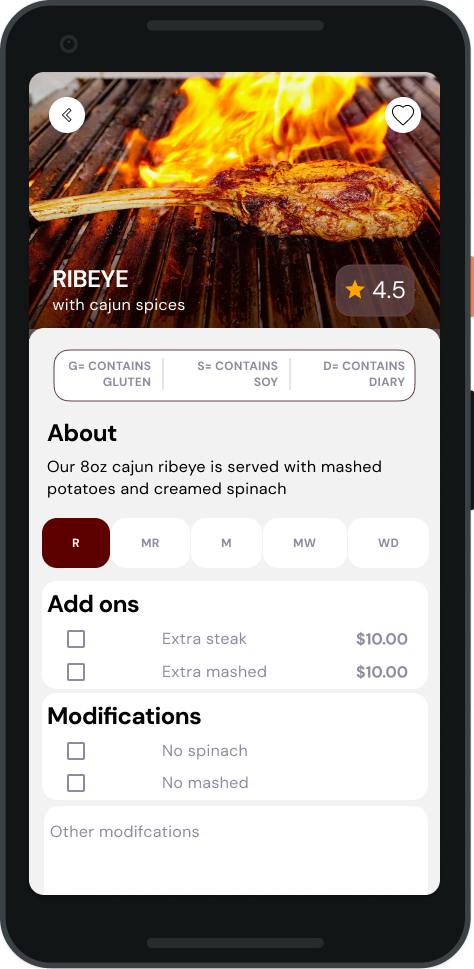 RIBEYE
with cajun spices
4.5
G= CONTAINS GLUTEN
S= CONTAINS SOY
D= CONTAINS DIARY
About
Our 8oz cajun ribeye is served with mashed
potatoes and creamed spinach
R MR M MW WD
Add ons
Extra steak $10.00
Extra mashed $10.00
Modifications
No spinach
No mashed
Other modifcations